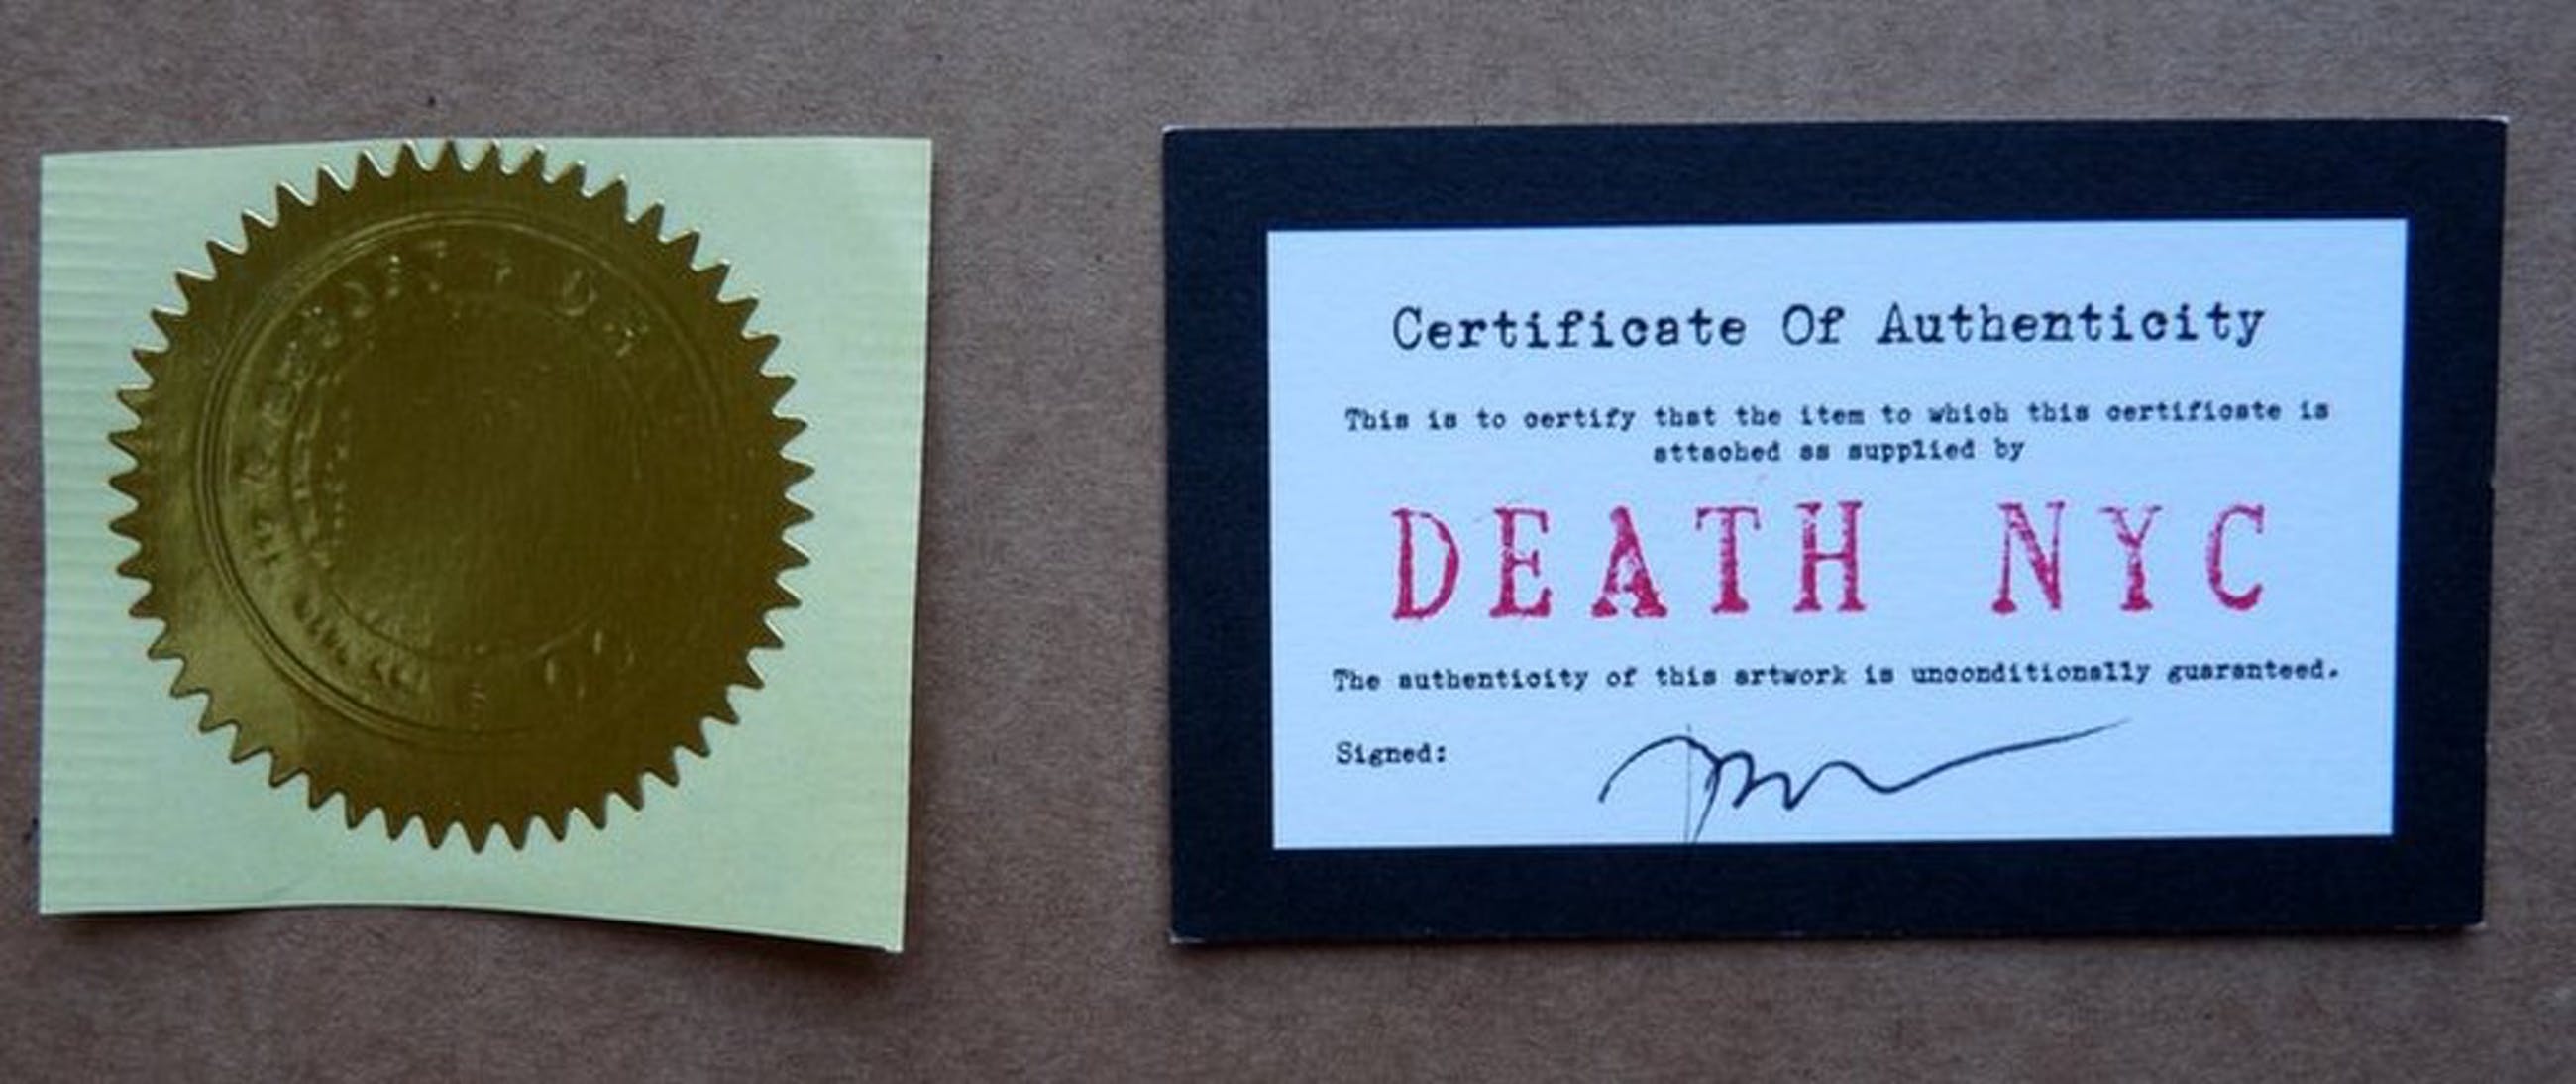 Certificate Of Authenticity
This is to certify that the item to which this certificate is
attached as supplied by
DEATH NYC
The authenticity of this artwork is unconditionally guaranteed.
Signed: